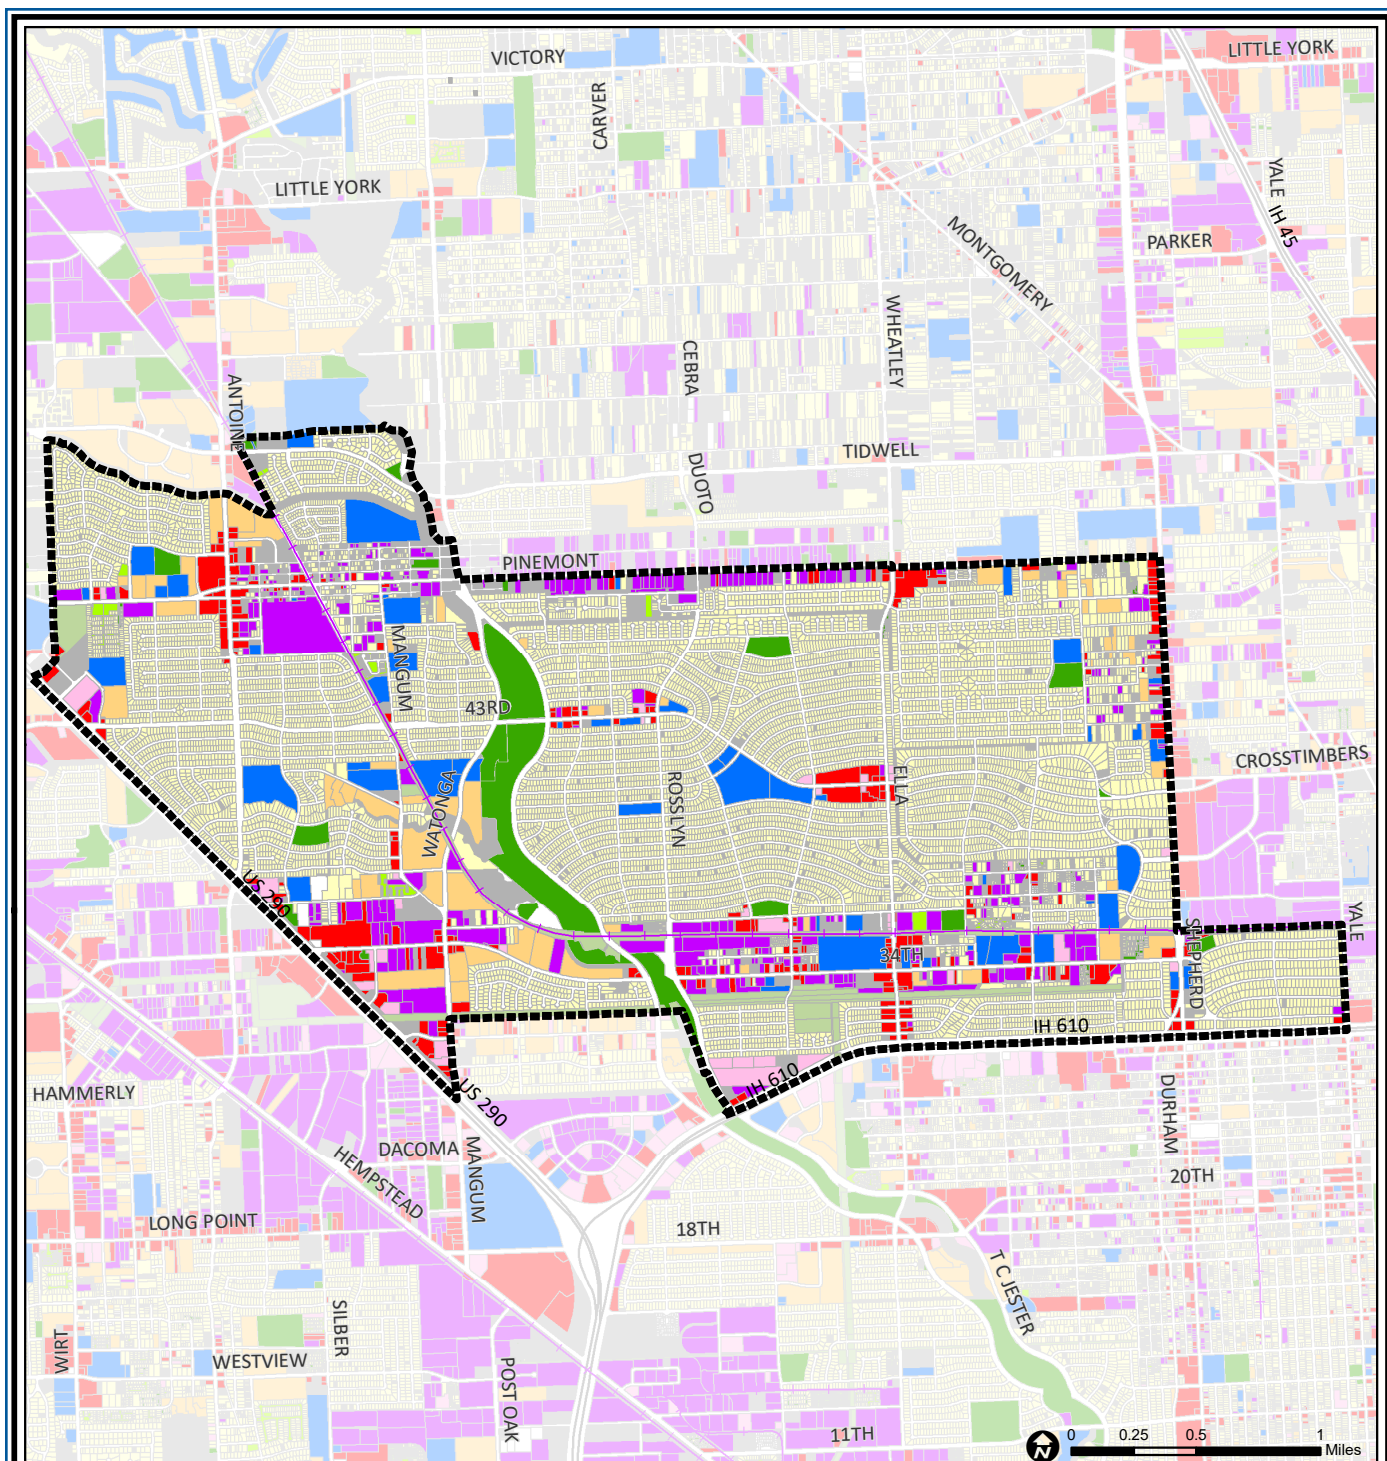 VICTORY
LITTLE YORK
CARVER
LITTLE YORK
YALE
IH 45
PARKER
MONTGOMERY
WHEATLEY
CEBRA
ANTOINE
TIDWELL
DUOTO
PINEMONT
MANGUM
43RD
CROSSTIMBERS
ELLA
ROSSLYN
WATONGA
US 290
YALE
SHEPHERD
34TH
IH 610
IH 610
US 290
HAMMERLY
DURHAM
DACOMA
MANGUM
HEMPSTEAD
20TH
LONG POINT
18TH
T C JESTER
SILBER
WIRT
WESTVIEW
POST OAK
11TH
N
0 0.25 0.5 1
Miles